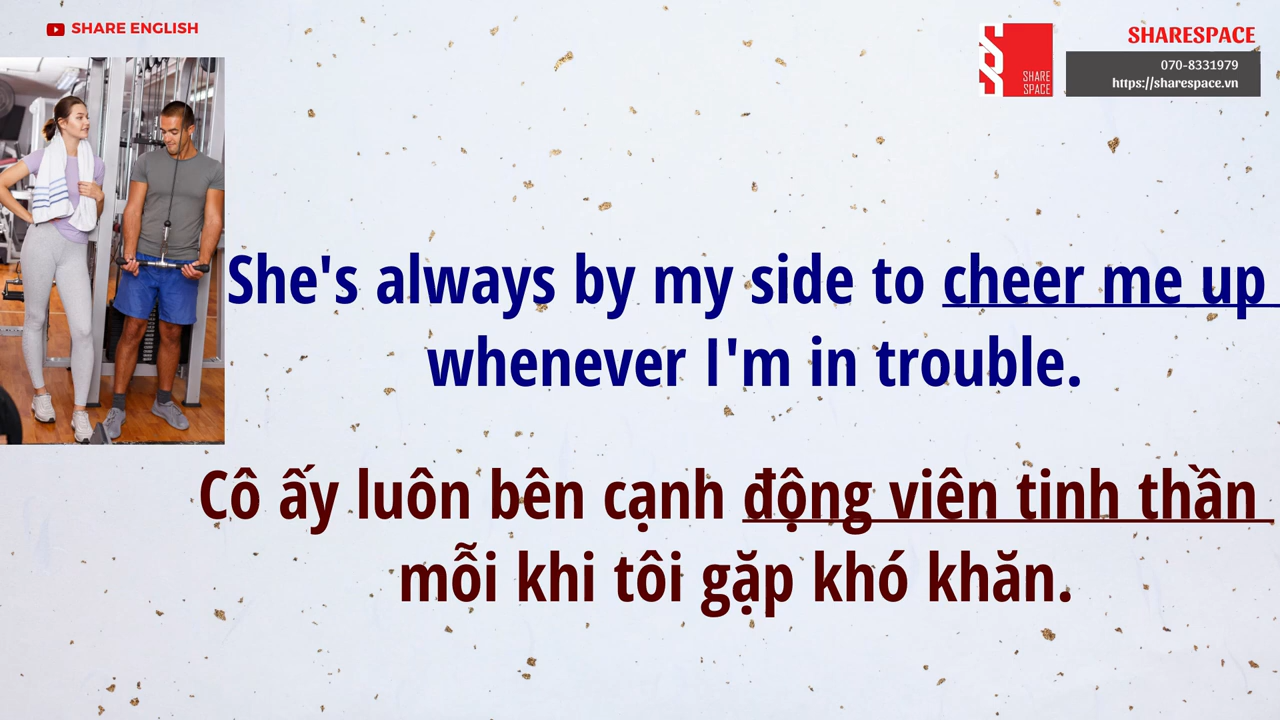 SHARE ENGLISH
SHARESPACE
070-8331979
https://sharespace.vn
SHARE
SPACE
She's always by my side to cheer me up
whenever I'm in trouble.
Cô ấy luôn bên cạnh động viên tinh thần
mỗi khi tôi gặp khó khăn.